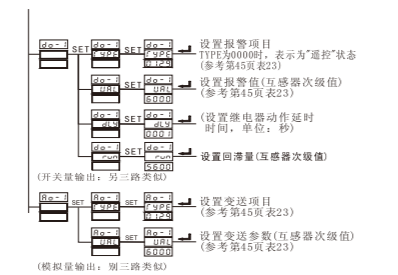 do-1 SET do-1 do-1 设置报警项目
TYPE TYPE TYPE为0000时，表示为"遥控"状态
0129 (参考第45页表23)
do-1 SET do-1 设置报警值(互感器次级值)
UAL UAL (参考第45页表23)
6000
do-1 SET do-1 (设置继电器动作延时
dLY dLY 时间，单位：秒)
0001
do-1 SET do-1
rwn rwn 设置回滞量(互感器次级值)
5600
(开关量输出：另三路类似)
Ao-1 SET Ao-1 SET Ao-1 设置变送项目
TYPE TYPE (参考第45页表23)
0129
Ao-1 SET Ao-1 设置变送参数(互感器次级值)
UAL UAL (参考第45页表23)
6000
(模拟量输出：别三路类似)